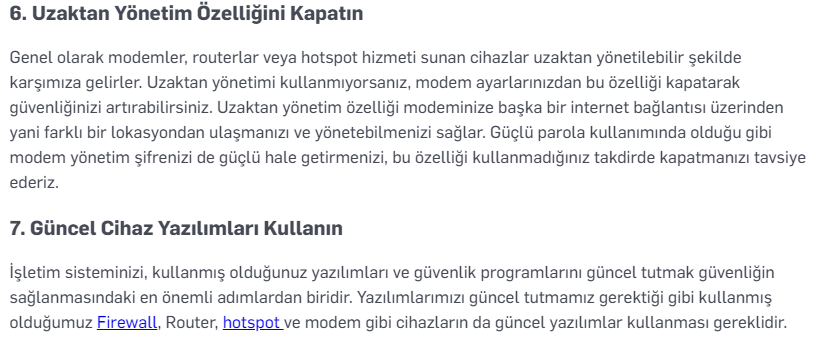 6. Uzaktan Yönetim Özelliğini Kapatın
Genel olarak modemler, routerlar veya hotspot hizmeti sunan cihazlar uzaktan yönetilebilir şekilde
karşımıza gelirler. Uzaktan yönetimi kullanmıyorsanız, modem ayarlarınızdan bu özelliği kapatarak
güvenliğinizi artırabilirsiniz. Uzaktan yönetim özelliği modeminize başka bir internet bağlantısı üzerinden
yani farklı bir lokasyondan ulaşmanızı ve yönetebilmenizi sağlar. Güçlü parola kullanımında olduğu gibi
modem yönetim şifrenizi de güçlü hale getirmenizi, bu özelliği kullanmadığınız takdirde kapatmanızı tavsiye
ederiz.
7. Güncel Cihaz Yazılımları Kullanın
İşletim sisteminizi, kullanmış olduğunuz yazılımları ve güvenlik programlarını güncel tutmak güvenliğin
sağlanmasındaki en önemli adımlardan biridir. Yazılımlarımızı güncel tutmamız gerektiği gibi kullanmış
olduğumuz Firewall, Router, hotspot ve modem gibi cihazların da güncel yazılımlar kullanması gereklidir.